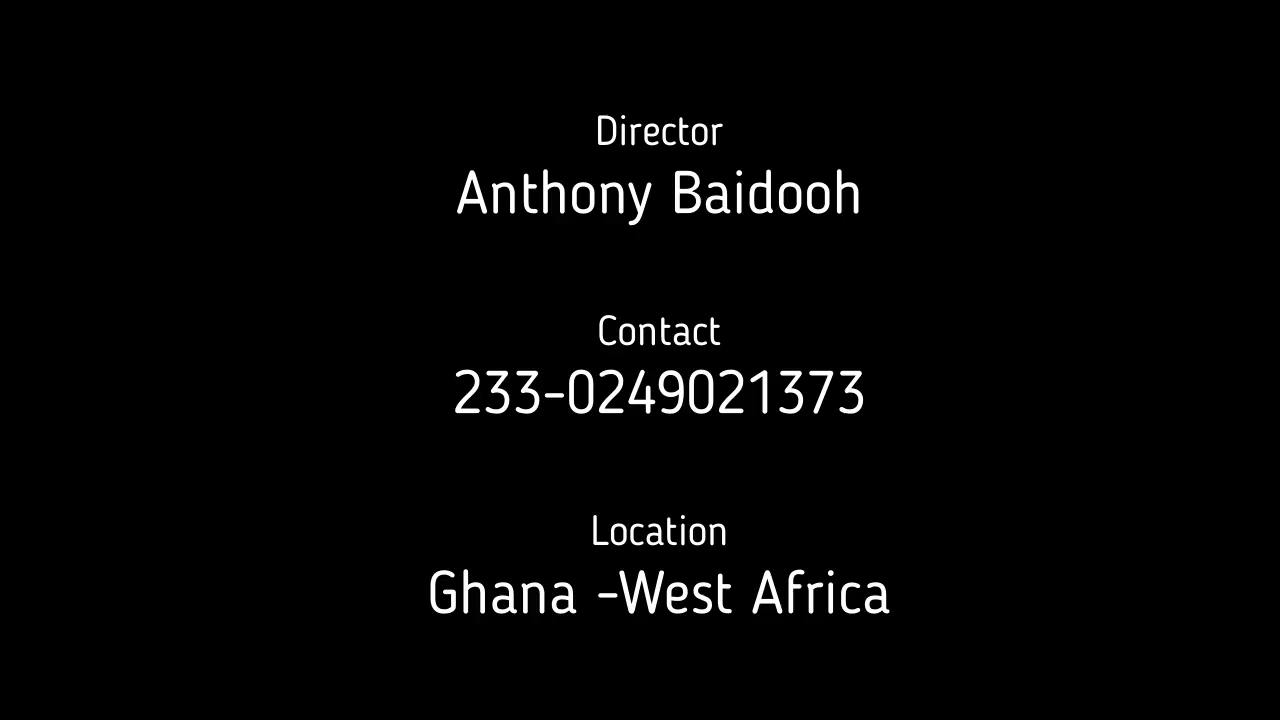 Director
Anthony Baidooh
Contact
233-0249021373
Location
Ghana -West Africa